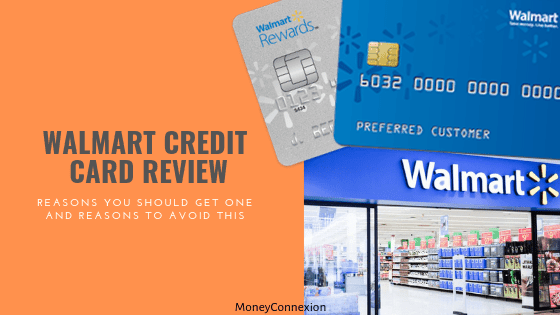 WALMART CREDIT
CARD REVIEW
REASONS YOU SHOULD GET ONE
AND REASONS TO AVOID THIS
Walmart
Rewards
Walmart
6032 0000 0000 0000
PREFERRED CUSTOMER
Walmart
MoneyConnexion